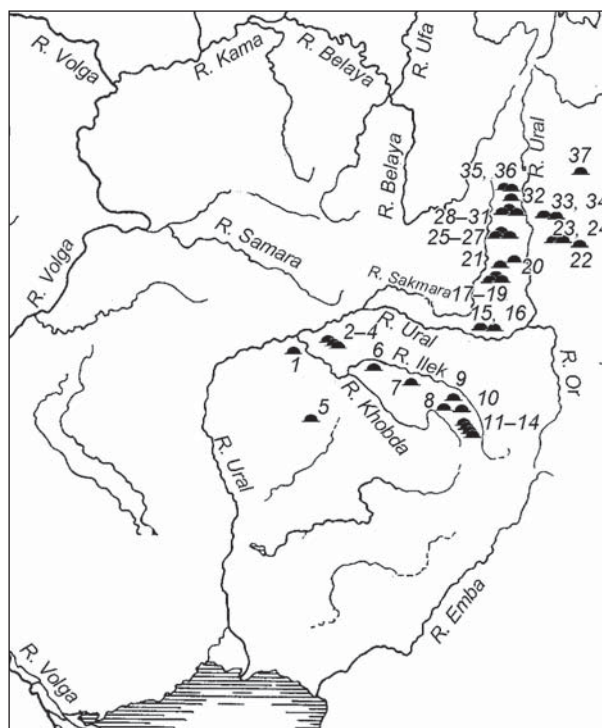 R. Volga
R. Kama
R. Belaya
R. Ufa
R. Belaya
R. Ural
37
35, 36
32
33, 34
28–31
23, 24
25–27
22
R. Volga
R. Samara
21
20
R. Sakmara
17–19
15, 16
R. Ural
2–4
R. Ilek
1
6
7
9
10
R. Or
8
5
R. Khobda
11–14
R. Ural
R. Emba
R. Volga